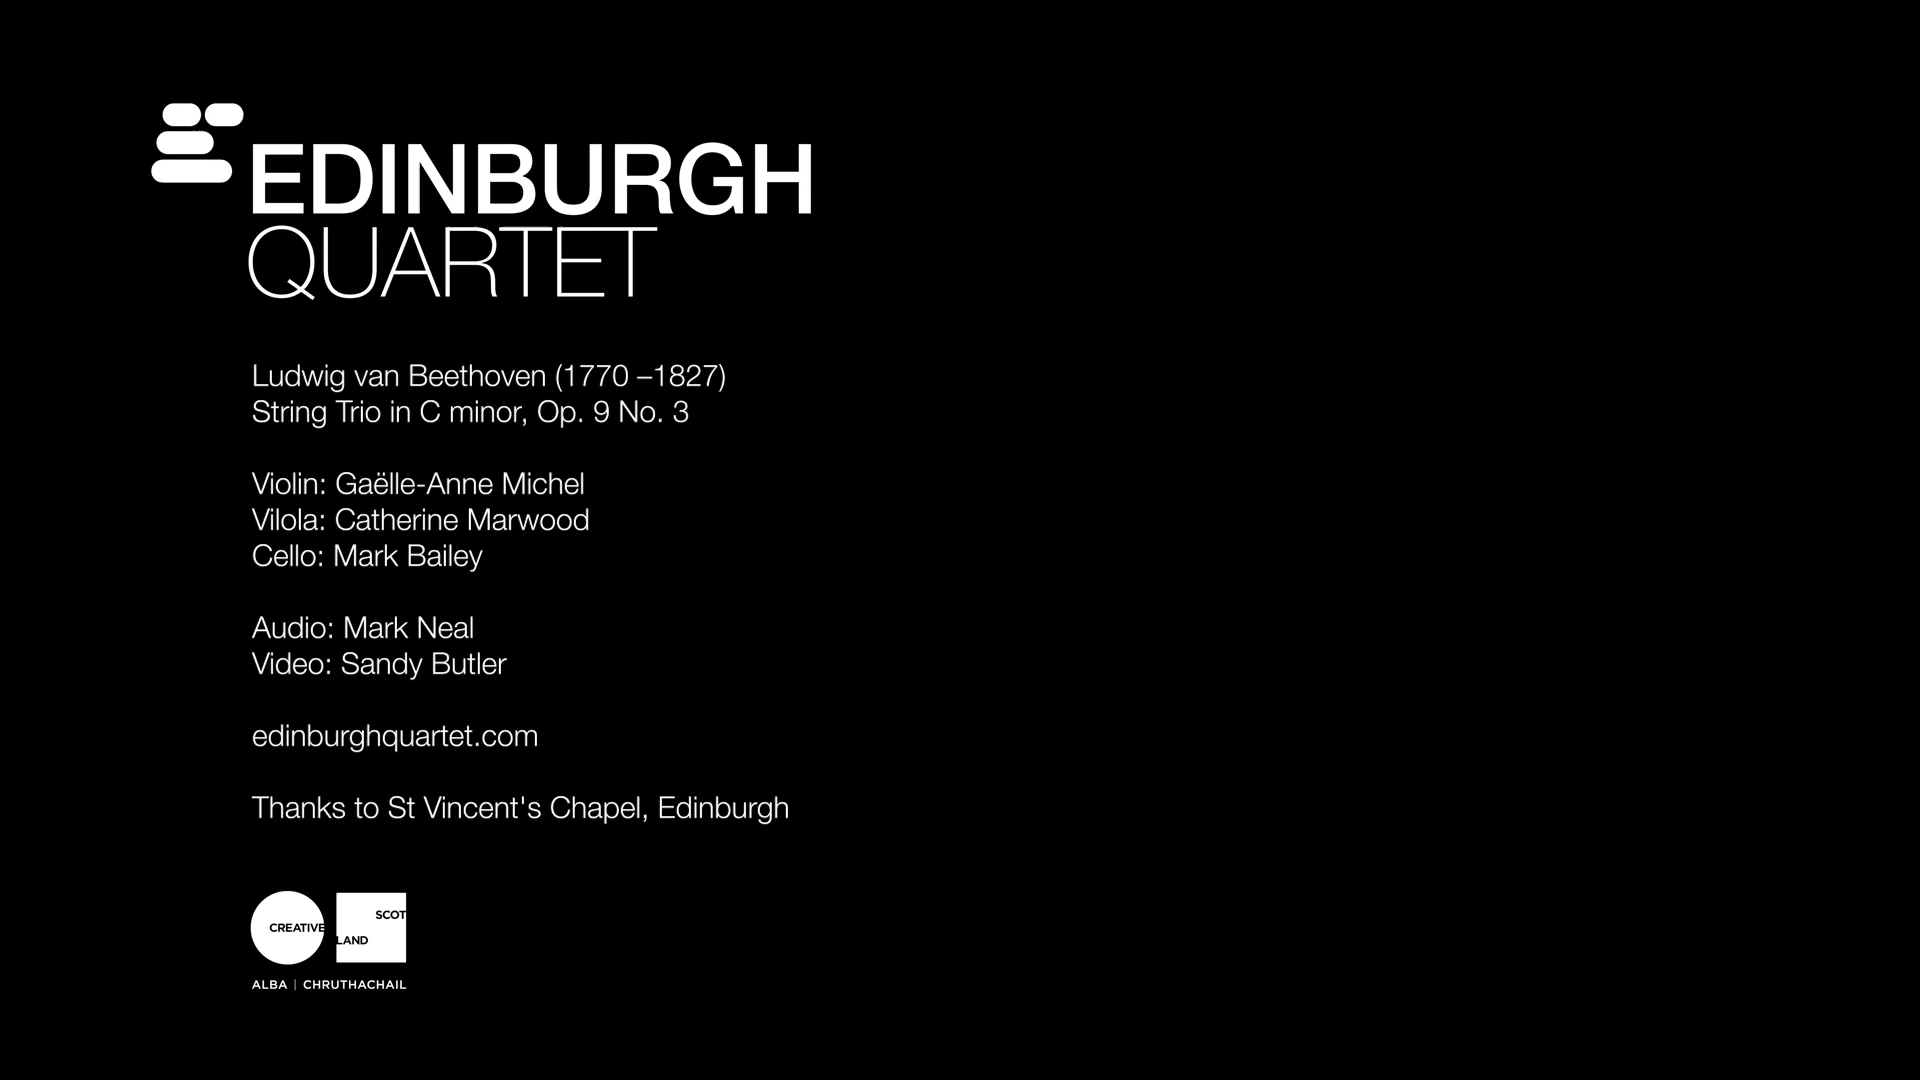 EDINBURGH
QUARTET
Ludwig van Beethoven (1770 –1827)
String Trio in C minor, Op. 9 No. 3
Violin: Gaëlle-Anne Michel
Vilola: Catherine Marwood
Cello: Mark Bailey
Audio: Mark Neal
Video: Sandy Butler
edinburghquartet.com
Thanks to St Vincent's Chapel, Edinburgh
CREATIVE
SCOT
LAND
ALBA | CHRUTHACHAIL